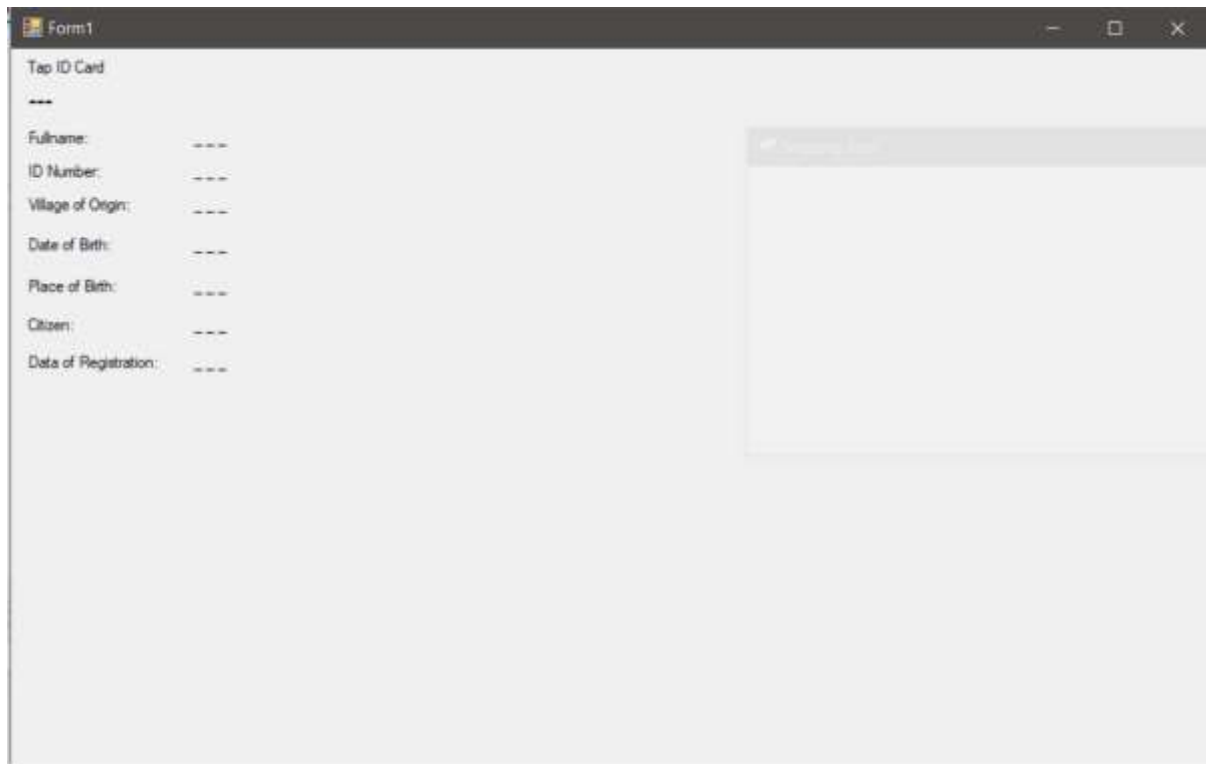 Form1
Tap ID Card
---
Fullname: ---
ID Number: ---
Village of Origin: ---
Date of Birth: ---
Place of Birth: ---
Citizen: ---
Data of Registration: ---